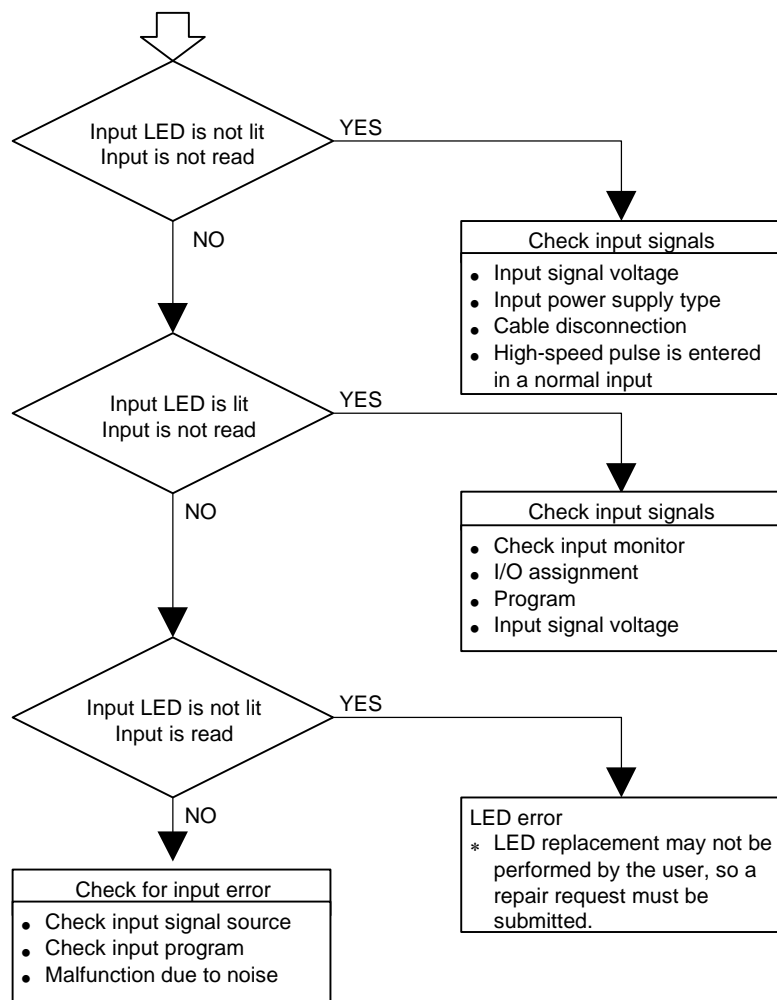 Input LED is not lit
Input is not read
YES
NO
Check input signals
● Input signal voltage
● Input power supply type
● Cable disconnection
● High-speed pulse is entered
in a normal input
Input LED is lit
Input is not read
YES
NO
Check input signals
● Check input monitor
● I/O assignment
● Program
● Input signal voltage
Input LED is not lit
Input is read
YES
NO
LED error
* LED replacement may not be
performed by the user, so a
repair request must be
submitted.
Check for input error
● Check input signal source
● Check input program
● Malfunction due to noise